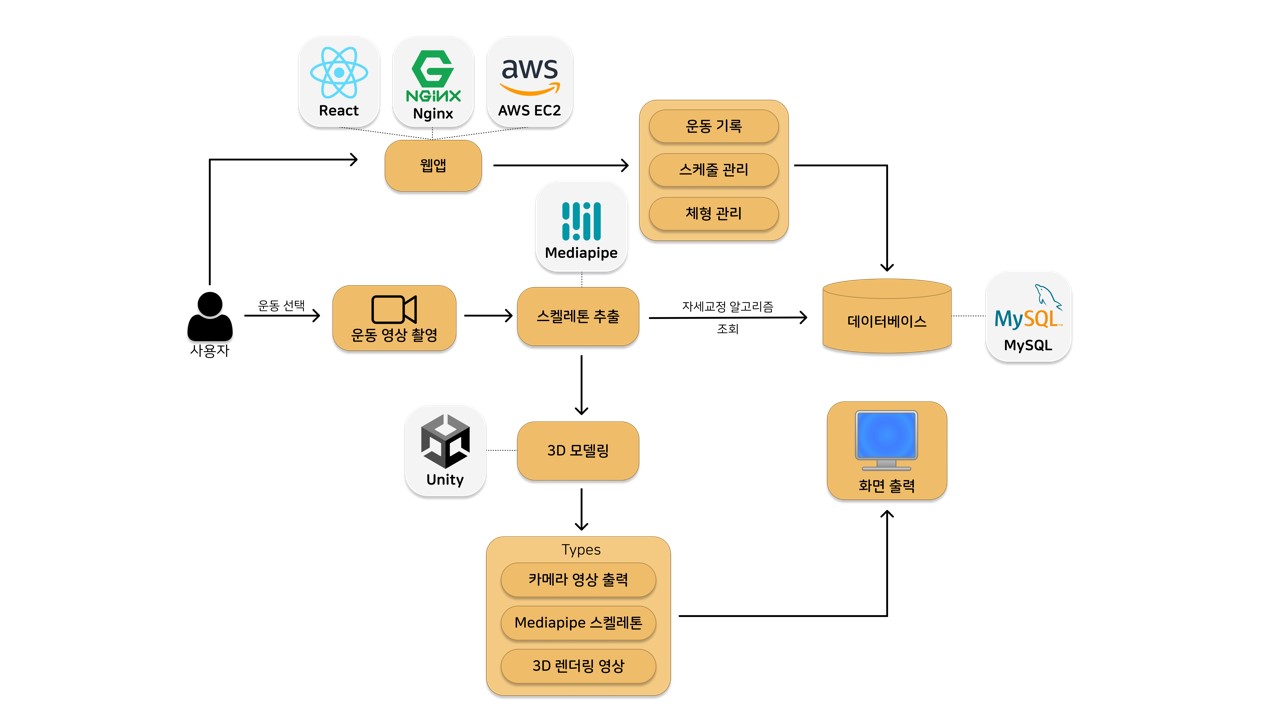 React
NGiNX
Nginx
aws
AWS EC2
웹앱
운동 기록
스케줄 관리
체형 관리
Mediapipe
사용자
운동 선택
운동 영상 촬영
스켈레톤 추출
자세교정 알고리즘
조회
데이터베이스
MySQL™
MySQL
Unity
3D 모델링
화면 출력
Types
카메라 영상 출력
Mediapipe 스켈레톤
3D 렌더링 영상